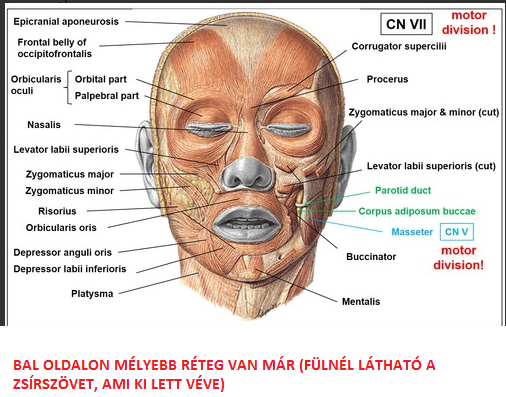 Epicranial aponeurosis
Frontal belly of
occipitofrontalis
Orbicularis
oculi
Orbital part
Palpebral part
Nasalis
Levator labii superioris
Zygomaticus major
Zygomaticus minor
Risorius
Orbicularis oris
Depressor anguli oris
Depressor labii inferioris
Platysma
CN VII
motor
division !
Corrugator supercilii
Procerus
Zygomaticus major & minor (cut)
Levator labii superioris (cut)
Parotid duct
Corpus adiposum buccae
Masseter
CN V
motor
division!
Buccinator
Mentalis
BAL OLDALON MÉLYEBB RÉTEG VAN MÁR (FÜLNÉL LÁTHATÓ A
ZSÍRSZÖVET, AMI KI LETT VÉVE)